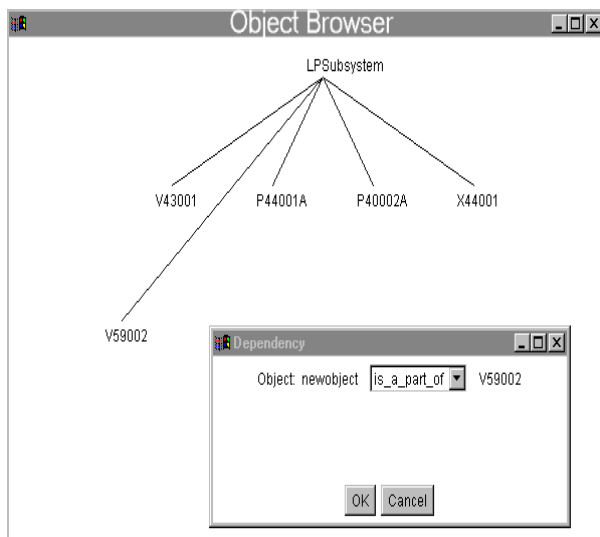 Object Browser
LPSubsystem
V43001 P44001A P40002A X44001
V59002
Dependency
Object: newobject is_a_part_of V59002
OK Cancel